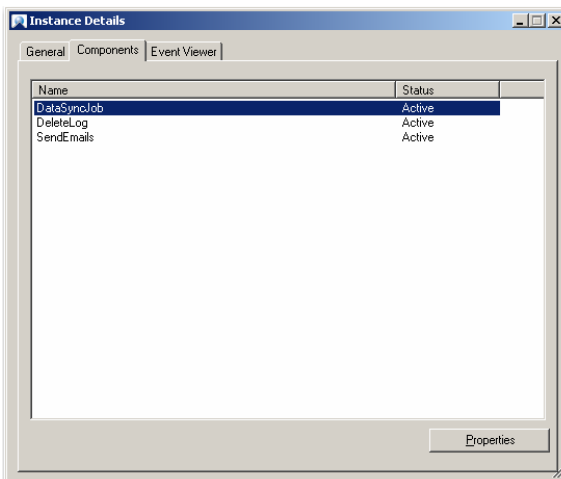 Instance Details
General Components Event Viewer
Name Status
DataSyncJob Active
DeleteLog Active
SendEmails Active
Properties